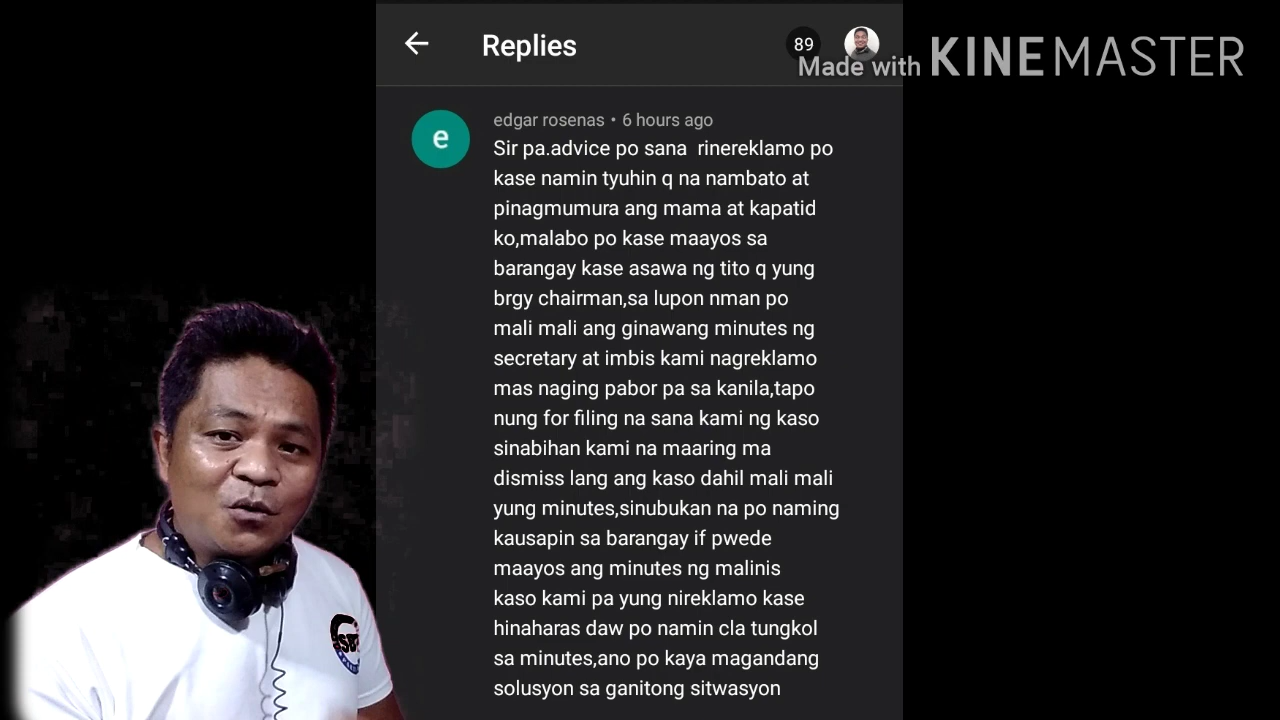 Replies
89
Made with KINEMASTER
e
edgar rosenas • 6 hours ago
Sir pa.advice po sana rinereklamo po
kase namin tyuhin q na nambato at
pinagmumura ang mama at kapatid
ko,malabo po kase maayos sa
barangay kase asawa ng tito q yung
brgy chairman,sa lupon nman po
mali mali ang ginawang minutes ng
secretary at imbis kami nagreklamo
mas naging pabor pa sa kanila,tapo
nung for filing na sana kami ng kaso
sinabihan kami na maaring ma
dismiss lang ang kaso dahil mali mali
yung minutes,sinubukan na po naming
kausapin sa barangay if pwede
maayos ang minutes ng malinis
kaso kami pa yung nireklamo kase
hinaharas daw po namin cla tungkol
sa minutes,ano po kaya magandang
solusyon sa ganitong sitwasyon